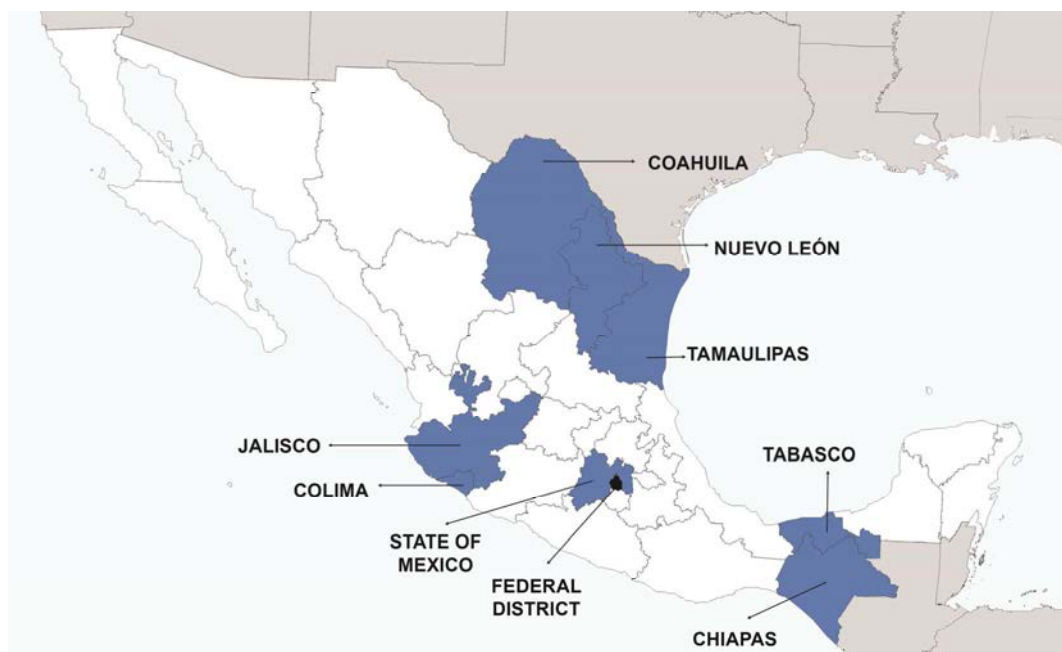 COAHUILA
NUEVO LEÓN
TAMAULIPAS
JALISCO
COLIMA
STATE OF
MEXICO
FEDERAL
DISTRICT
TABASCO
CHIAPAS